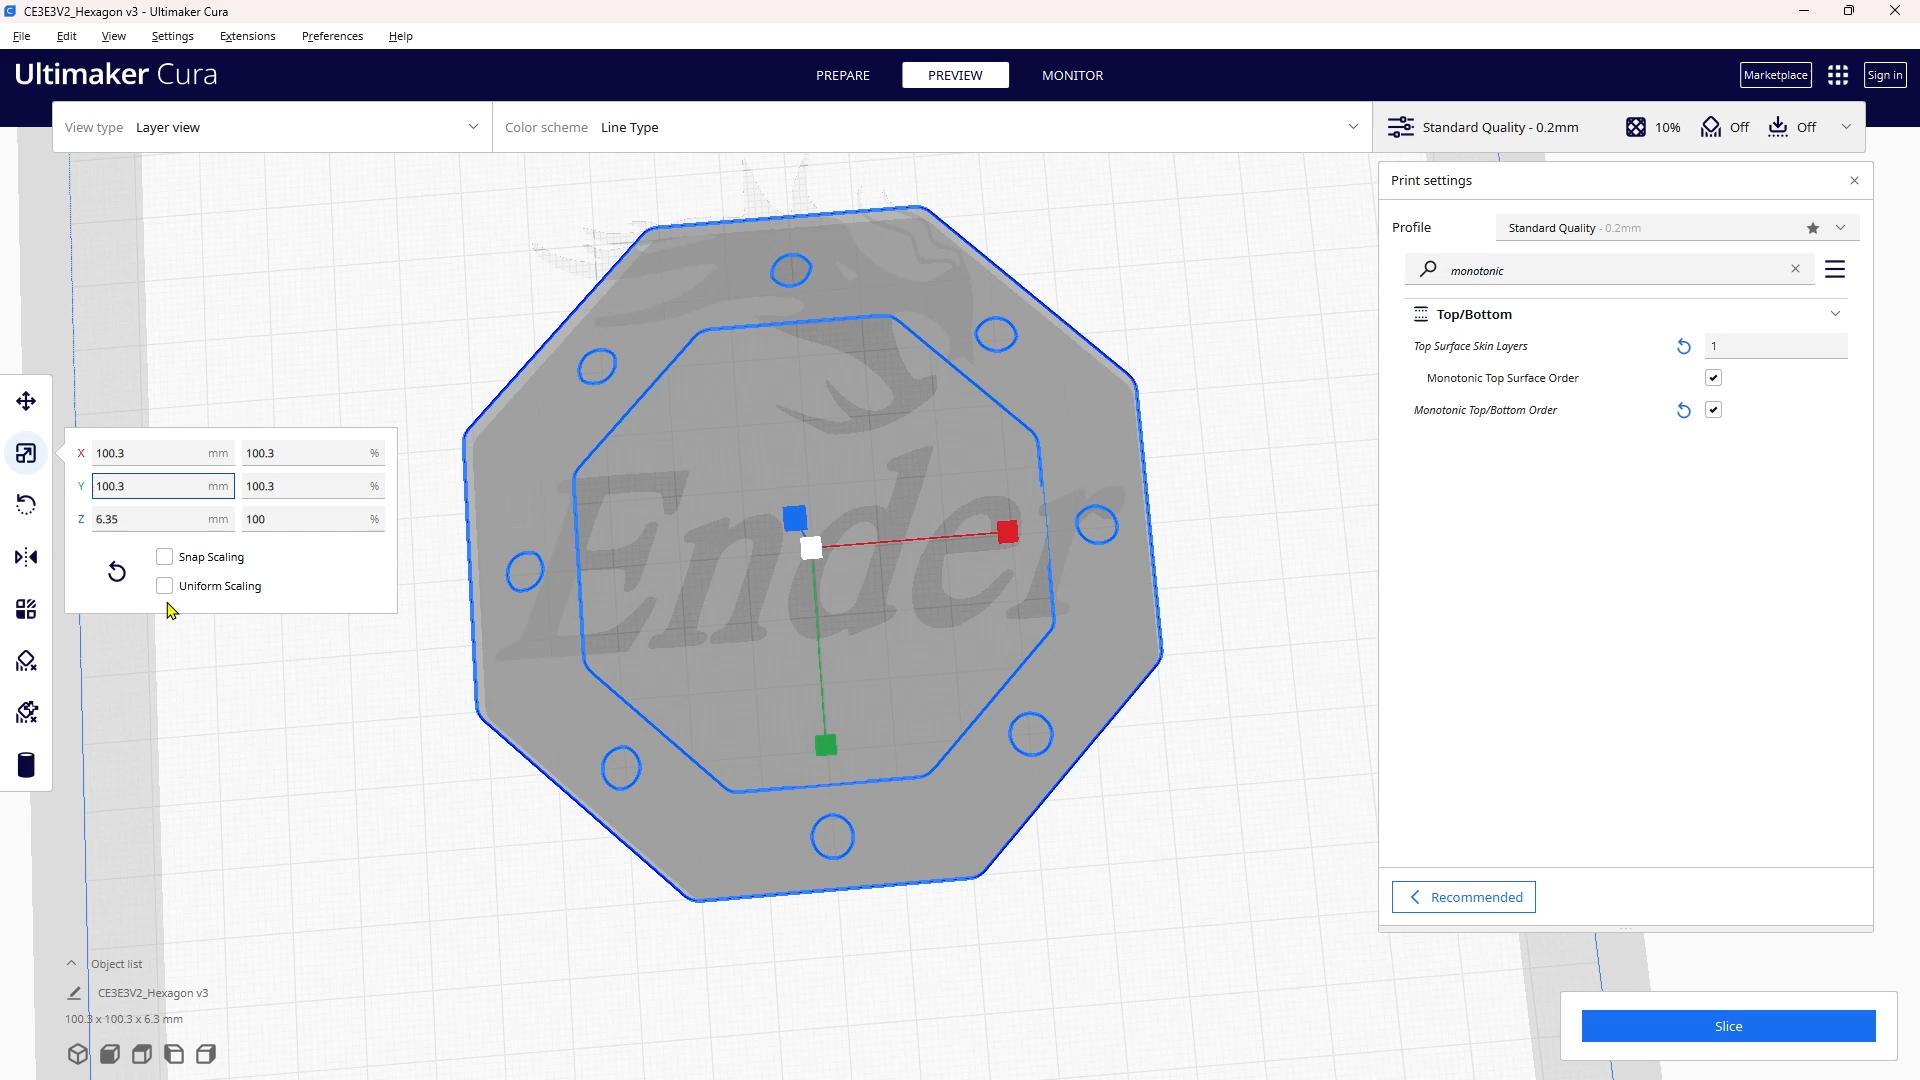 CE3E3V2_Hexagon v3 - Ultimaker Cura
File Edit View Settings Extensions Preferences Help
Ultimaker Cura
PREPARE PREVIEW MONITOR
Marketplace
Sign in
View type Layer view
Color scheme Line Type
Standard Quality - 0.2mm
10%
Off
Off
Print settings
Profile
Standard Quality - 0.2mm
monotonic
Top/Bottom
Top Surface Skin Layers
1
Monotonic Top Surface Order
Monotonic Top/Bottom Order
X 100.3 mm 100.3 %
Y 100.3 mm 100.3 %
Z 6.35 mm 100 %
Snap Scaling
Uniform Scaling
Ender
Recommended
Object list
CE3E3V2_Hexagon v3
100.3 x 100.3 x 6.3 mm
Slice